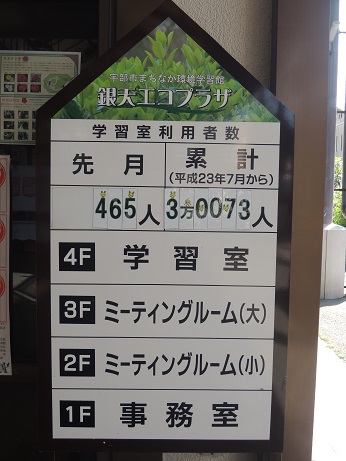 宇部市まちなか環境学習館
銀天エコプラザ
学習室利用者数
先月
累計
(平成23年7月から)
465人
3万0073人
4F 学習室
3F ミーティングルーム(大)
2F ミーティングルーム(小)
1F 事務室